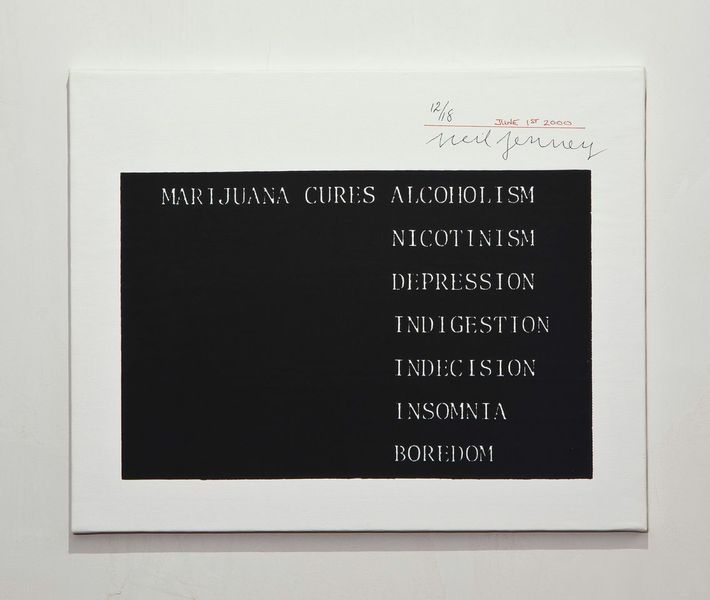 12/18
JUNE 1ST 2000
neil jenney
MARIJUANA CURES ALCOHOLISM
NICOTINISM
DEPRESSION
INDIGESTION
INDECISION
INSOMNIA
BOREDOM